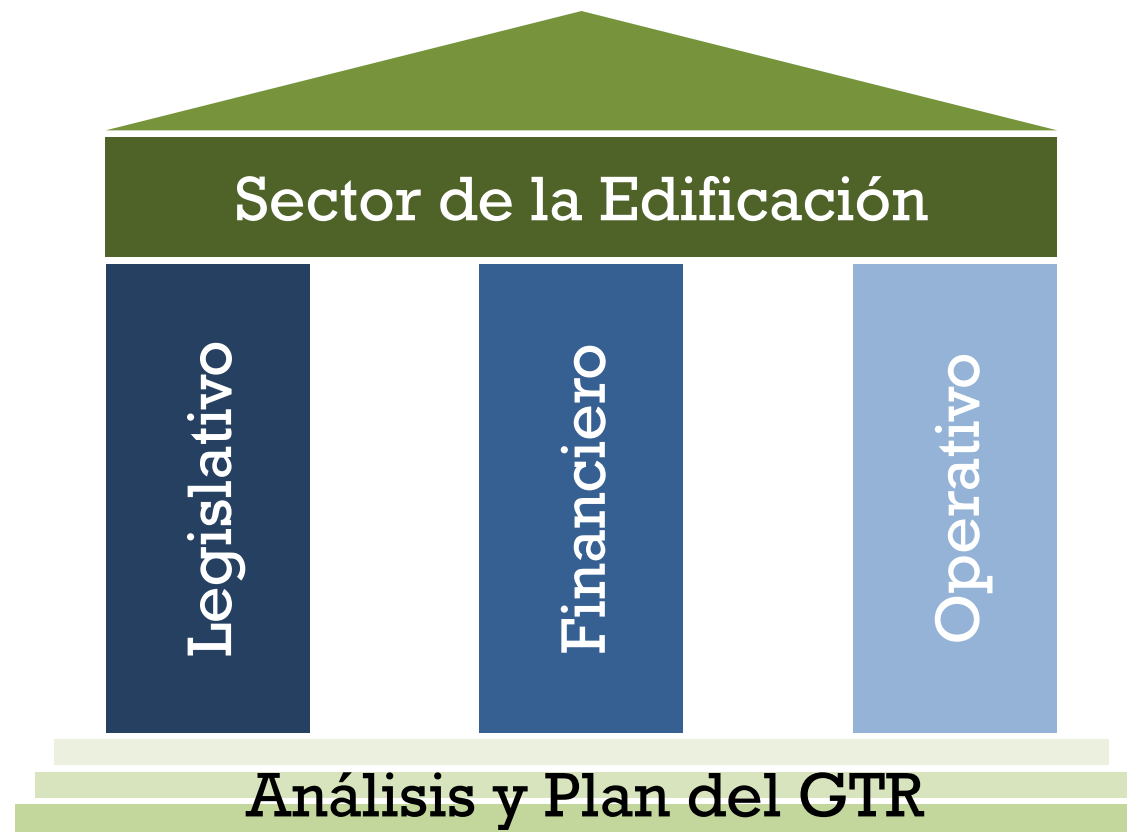 Sector de la Edificación
Legislativo
Financiero
Operativo
Análisis y Plan del GTR